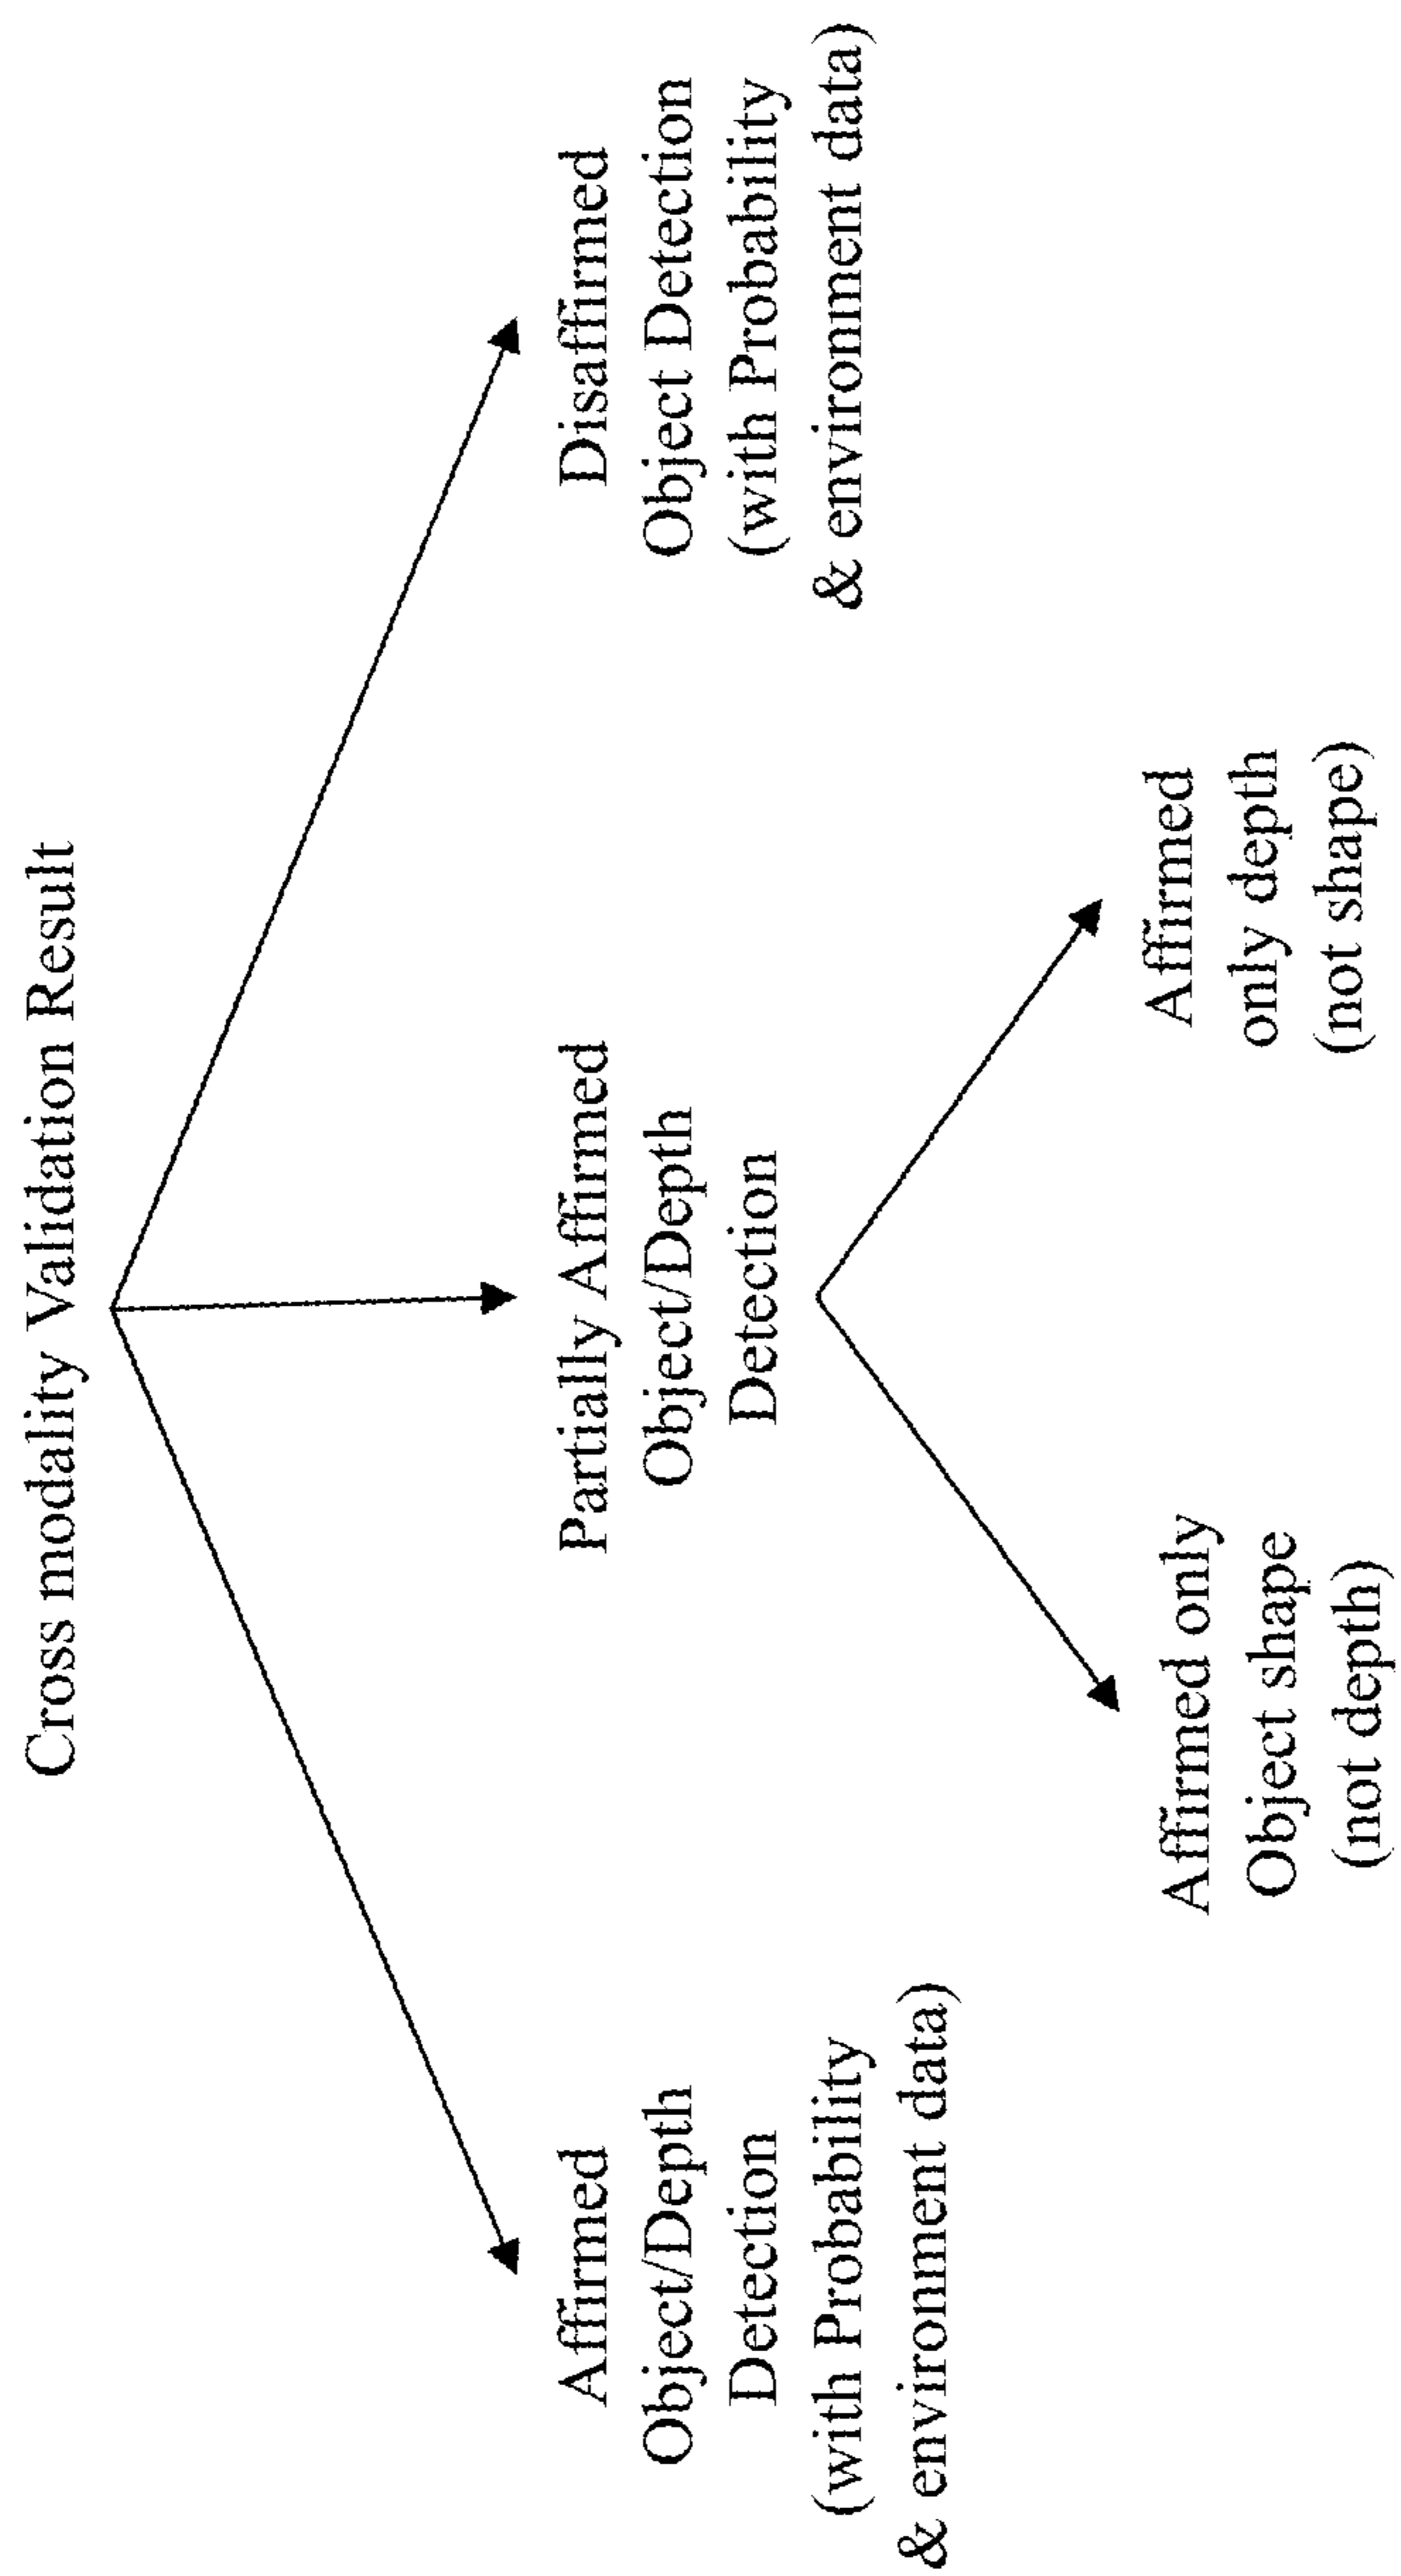 Cross modality Validation Result
Affirmed
Object/Depth
Detection
(with Probability
& environment data)
Partially Affirmed
Object/Depth
Detection
Disaffirmed
Object Detection
(with Probability
& environment data)
Affirmed only
Object shape
(not depth)
Affirmed
only depth
(not shape)